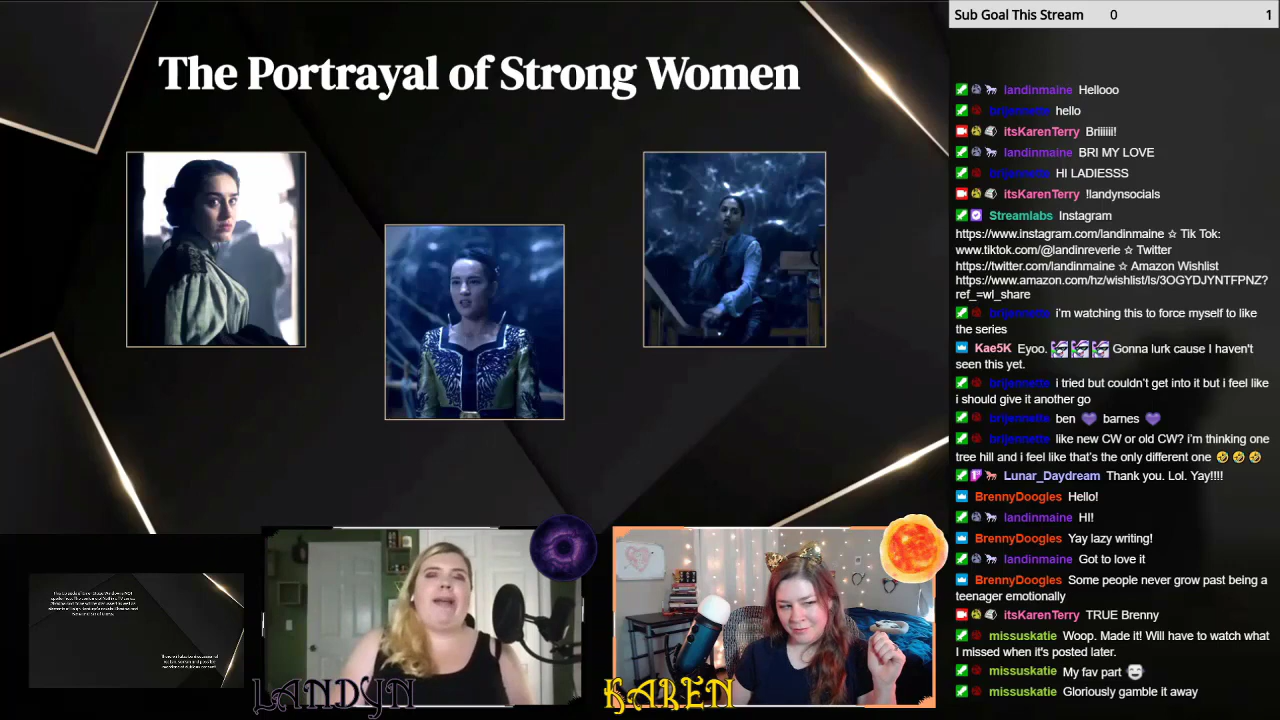 The Portrayal of Strong Women
LANDYN
KAREN
Sub Goal This Stream 0 1
landinmaine Hellooo
brijennette hello
itsKarenTerry Briiiiii!
landinmaine BRI MY LOVE
brijennette HI LADIESSS
itsKarenTerry !landynsocials
Streamlabs Instagram
https://www.instagram.com/landinmaine ☆ Tik Tok:
www.tiktok.com/@landinreverie ☆ Twitter
https://twitter.com/landinmaine ☆ Amazon Wishlist
https://www.amazon.com/hz/wishlist/ls/3OGYDJYNTFPNZ?
ref_=wl_share
brijennette i'm watching this to force myself to like
the series
Kae5K Eyoo. Gonna lurk cause I haven't
seen this yet.
brijennette i tried but couldn't get into it but i feel like
i should give it another go
brijennette ben 💜 barnes 💜
brijennette like new CW or old CW? i'm thinking one
tree hill and i feel like that's the only different one 🤣🤣🤣
Lunar_Daydream Thank you. Lol. Yay!!!!
BrennyDoogles Hello!
landinmaine HI!
BrennyDoogles Yay lazy writing!
landinmaine Got to love it
BrennyDoogles Some people never grow past being a
teenager emotionally
itsKarenTerry TRUE Brenny
missuskatie Woop. Made it! Will have to watch what
I missed when it's posted later.
missuskatie My fav part
missuskatie Gloriously gamble it away